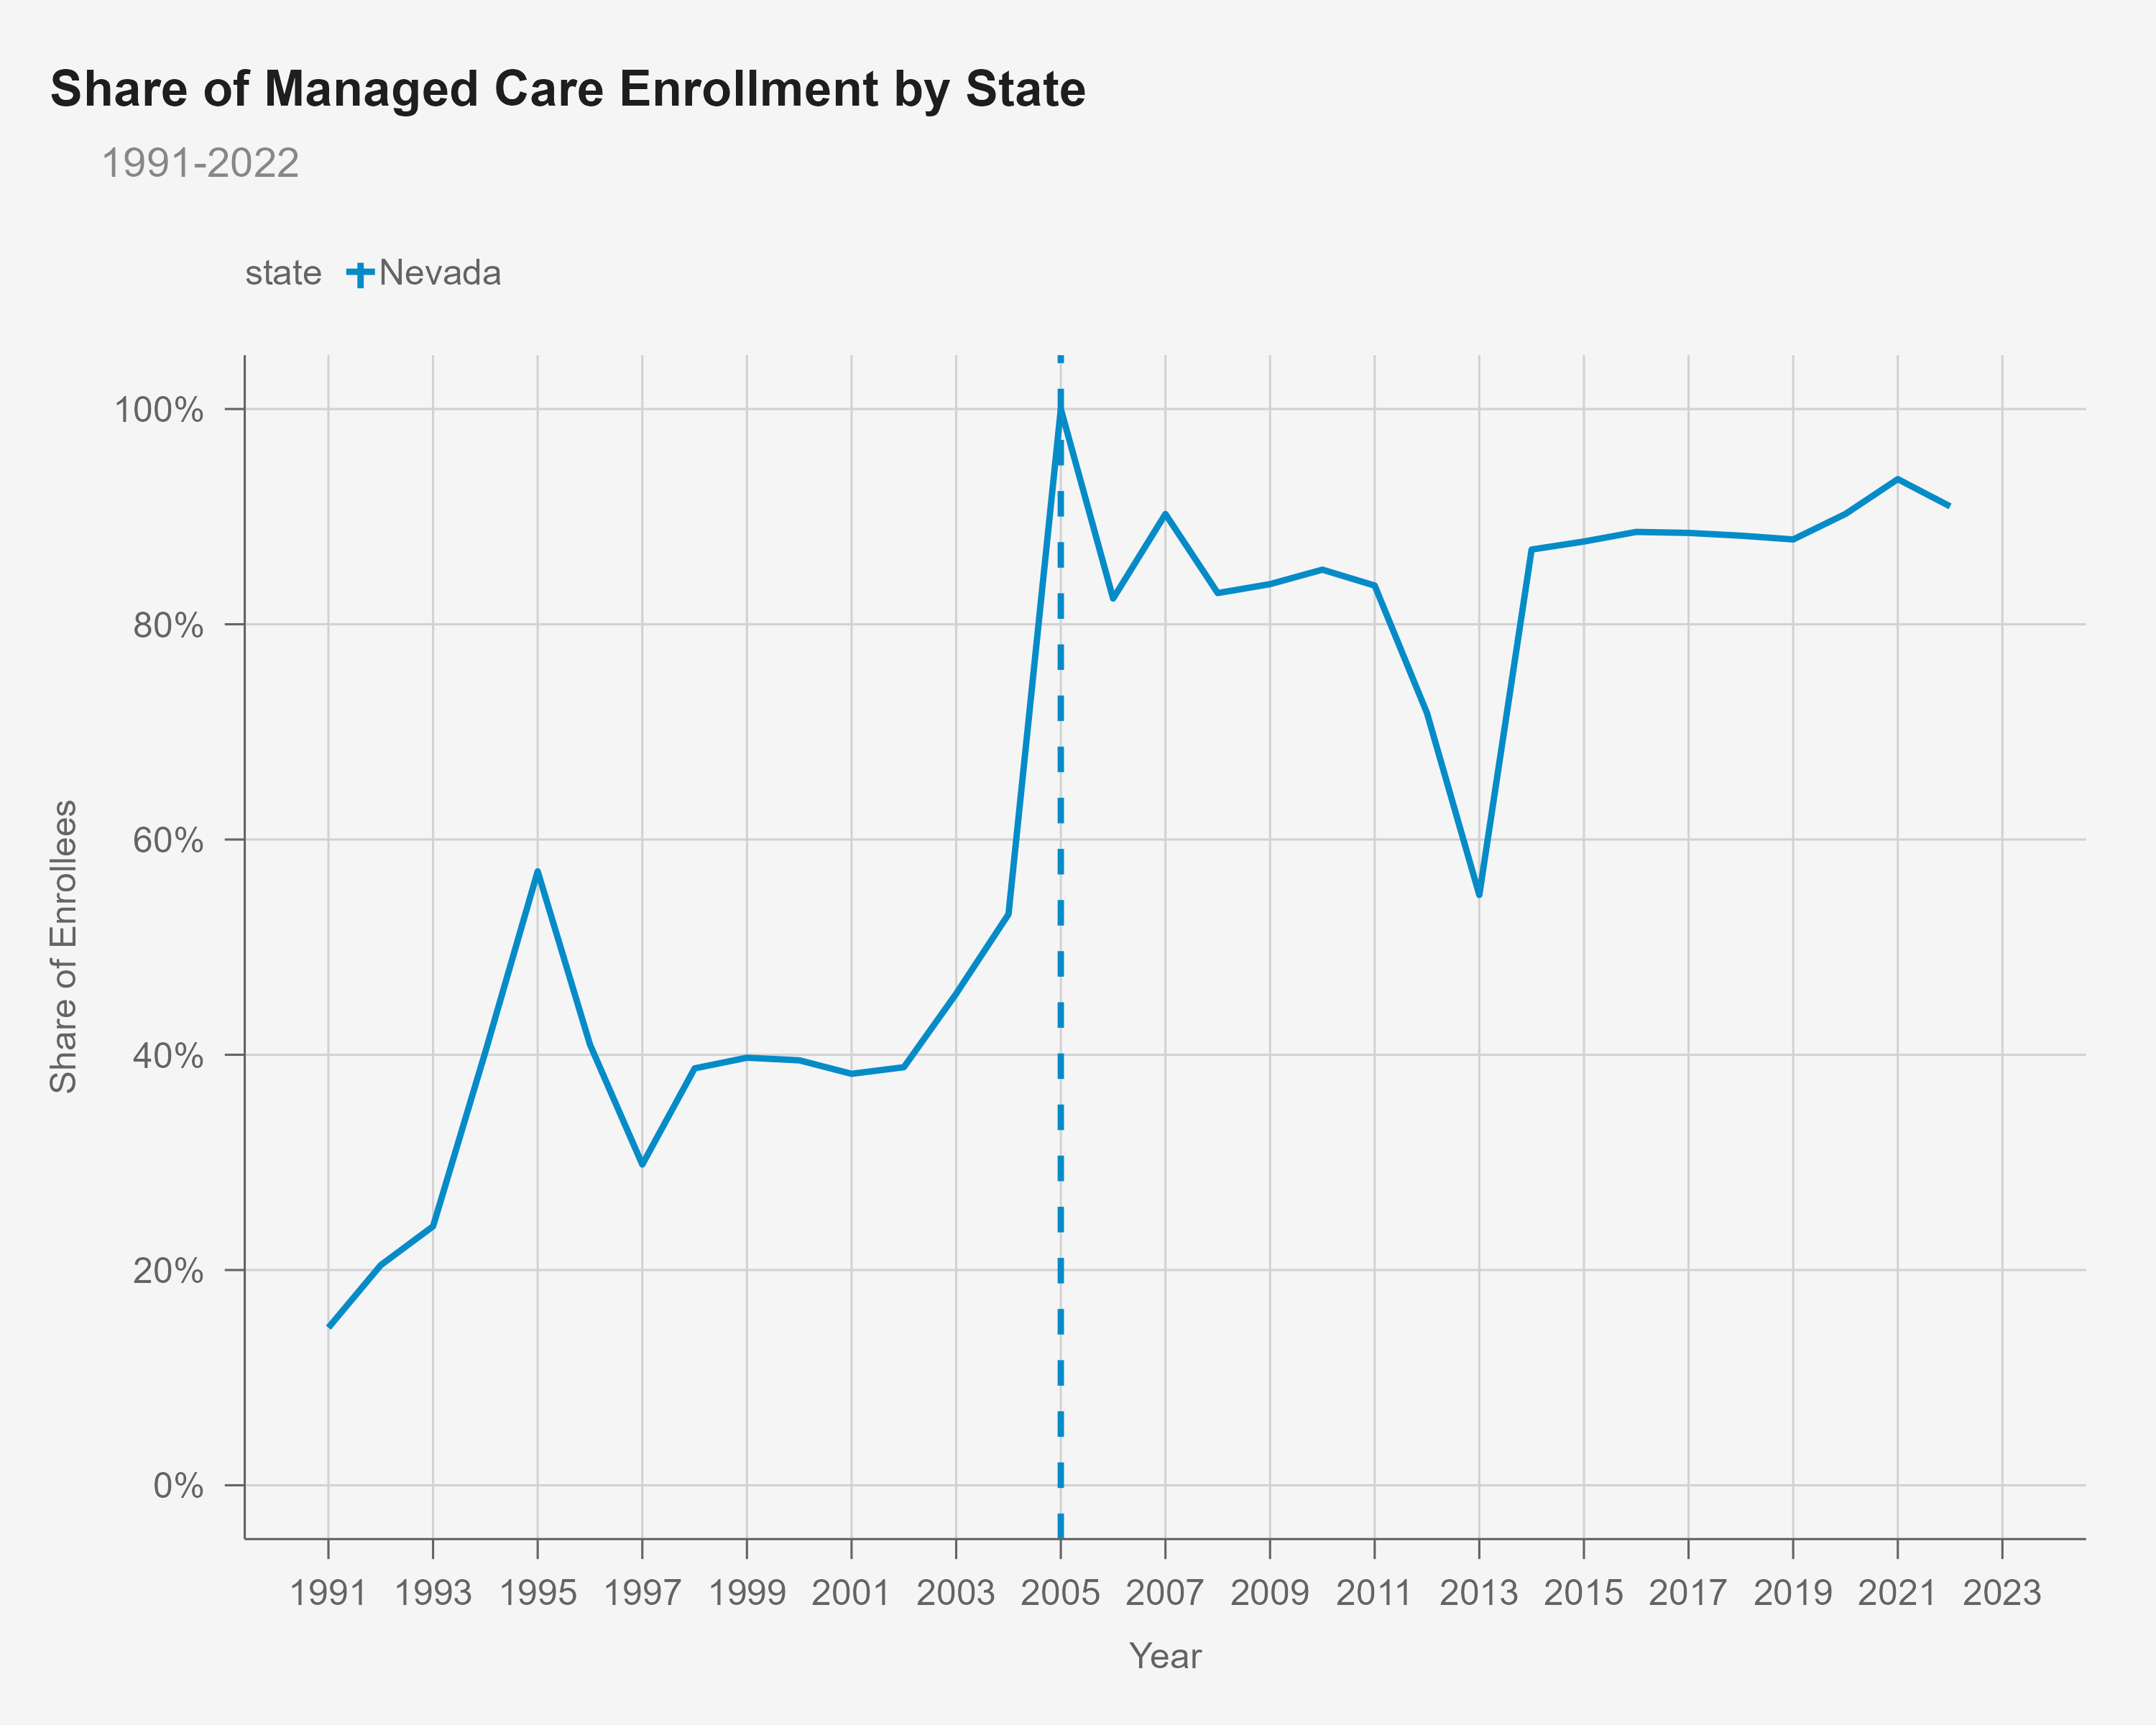 Share of Managed Care Enrollment by State
1991-2022
state Nevada
100%
80%
60%
40%
20%
0%
Share of Enrollees
1991 1993 1995 1997 1999 2001 2003 2005 2007 2009 2011 2013 2015 2017 2019 2021 2023
Year